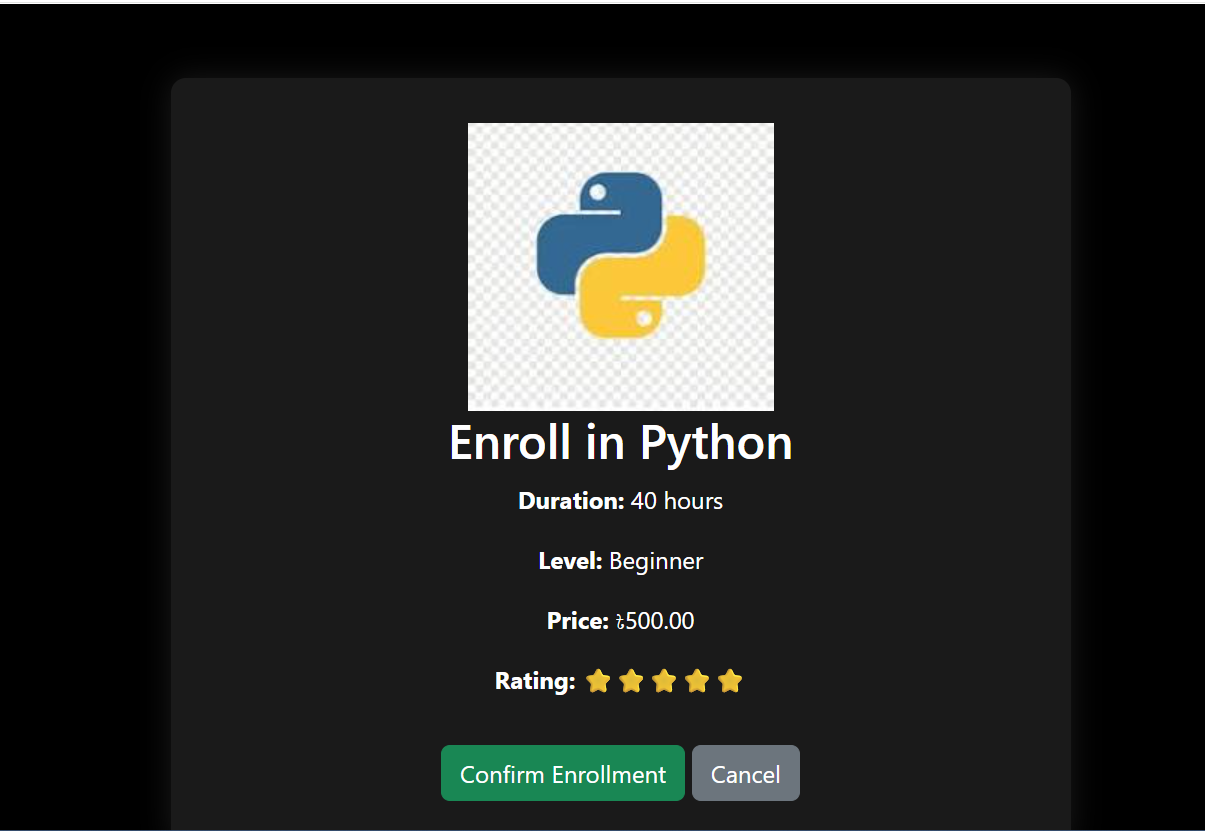 Enroll in Python
Duration: 40 hours
Level: Beginner
Price: ৳500.00
Rating: ⭐⭐⭐⭐⭐
Confirm Enrollment
Cancel